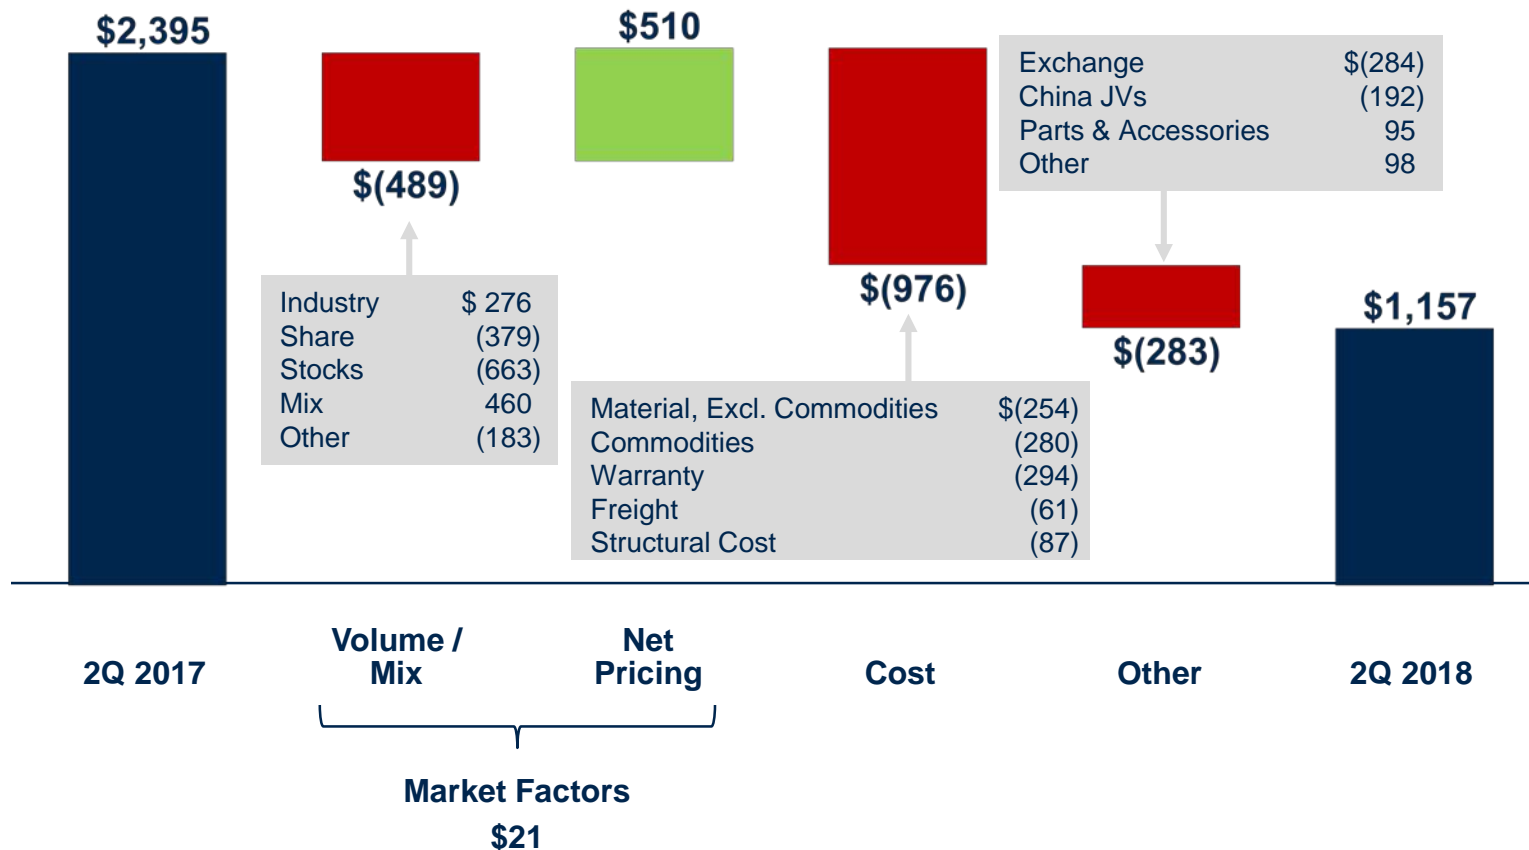 $2,395
$510
$(489)
$(976)
$(283)
$1,157
Exchange $(284)
China JVs (192)
Parts & Accessories 95
Other 98
Industry $ 276
Share (379)
Stocks (663)
Mix 460
Other (183)
Material, Excl. Commodities $(254)
Commodities (280)
Warranty (294)
Freight (61)
Structural Cost (87)
2Q 2017
Volume /
Mix
Net
Pricing
Cost
Other
2Q 2018
Market Factors
$21